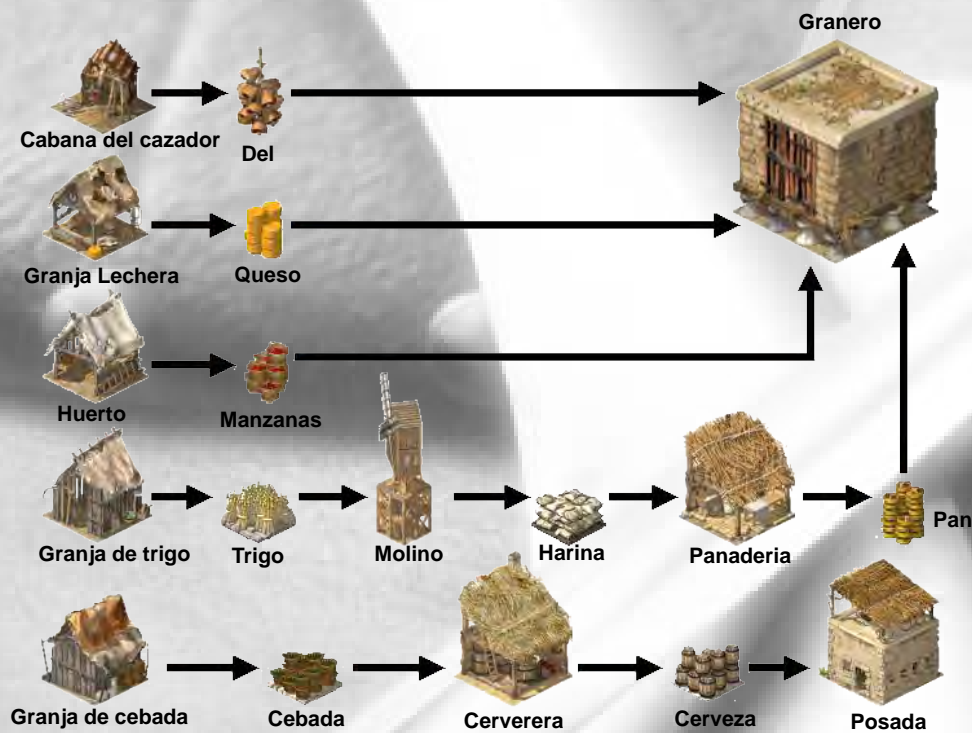 Granero
Cabana del cazador
Del
Granja Lechera
Queso
Huerto
Manzanas
Granja de trigo
Trigo
Molino
Harina
Panaderia
Pan
Granja de cebada
Cebada
Cerverera
Cerveza
Posada